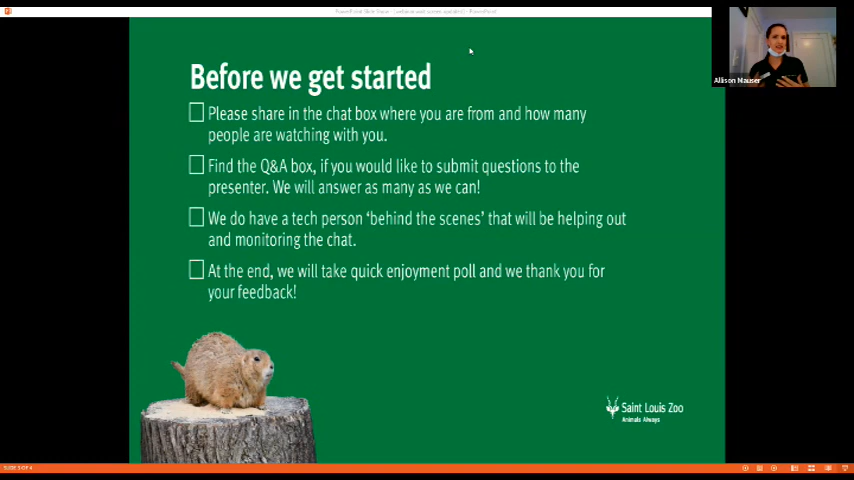 Allison Mauser
Before we get started
Please share in the chat box where you are from and how many
people are watching with you.
Find the Q&A box, if you would like to submit questions to the
presenter. We will answer as many as we can!
We do have a tech person ‘behind the scenes’ that will be helping out
and monitoring the chat.
At the end, we will take quick enjoyment poll and we thank you for
your feedback!
Saint Louis Zoo
Animals Always
SLIDE 3 OF 4